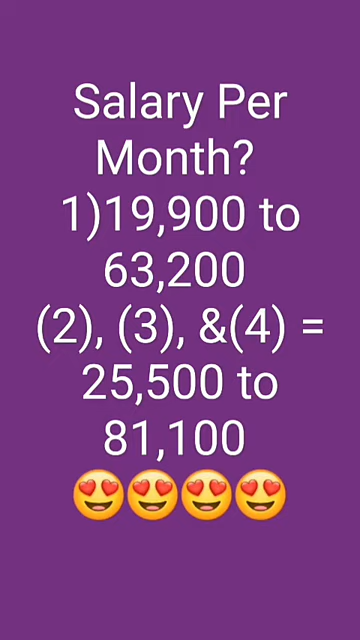 Salary Per
Month?
1)19,900 to
63,200
(2), (3), &(4) =
25,500 to
81,100
😍😍😍😍